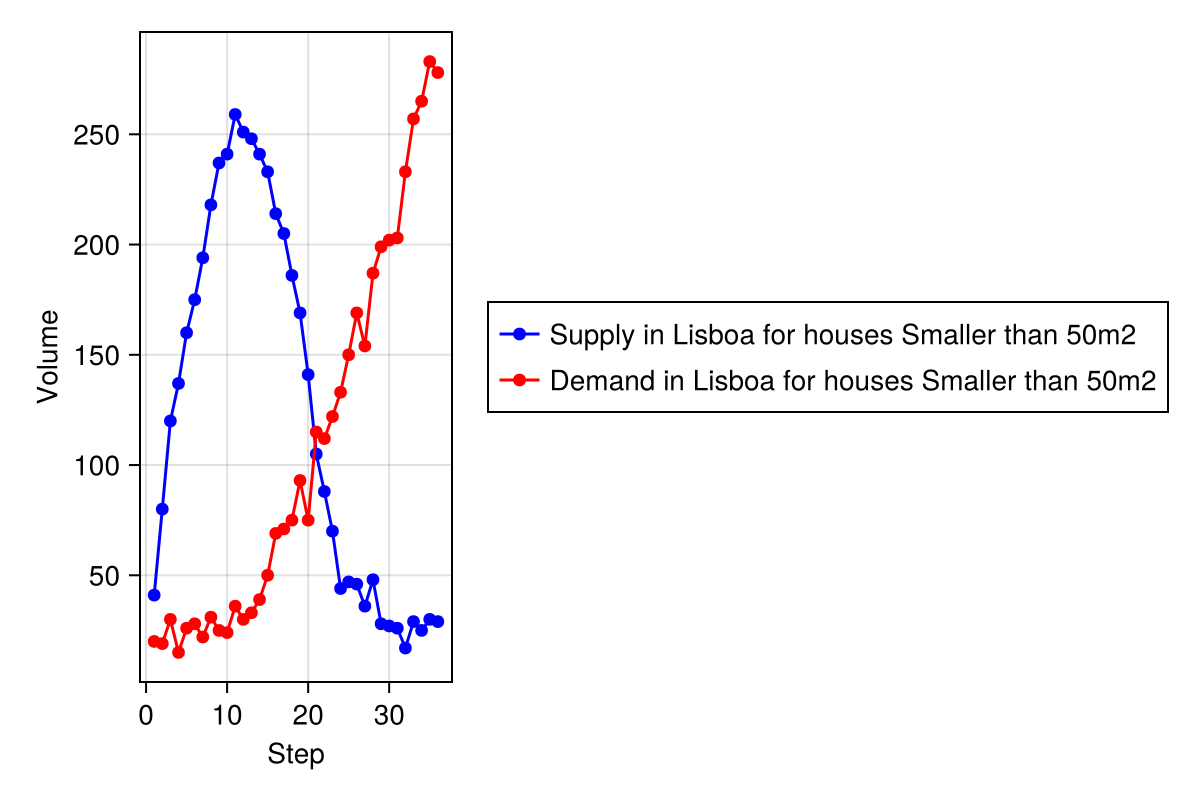 250
200
150
100
50
Volume
0 10 20 30
Step
Supply in Lisboa for houses Smaller than 50m2
Demand in Lisboa for houses Smaller than 50m2